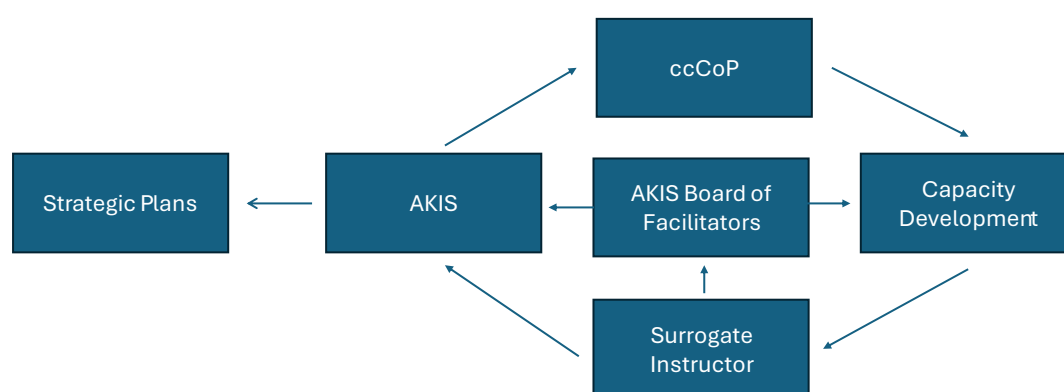 ccCoP
Strategic Plans
AKIS
AKIS Board of
Facilitators
Capacity
Development
Surrogate
Instructor